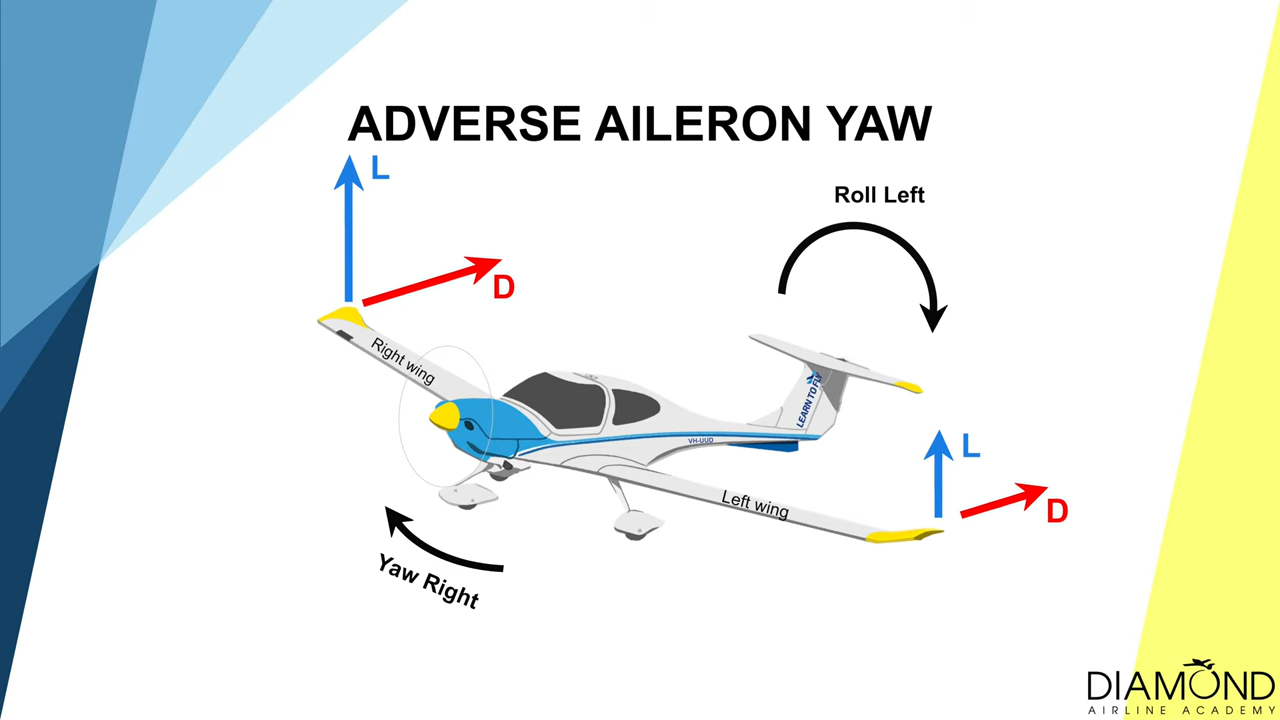 ADVERSE AILERON YAW
L
Roll Left
D
Right wing
LEARN TO FLY
VH-UUD
L
Left wing
D
Yaw Right
DIAMOND
AIRLINE ACADEMY